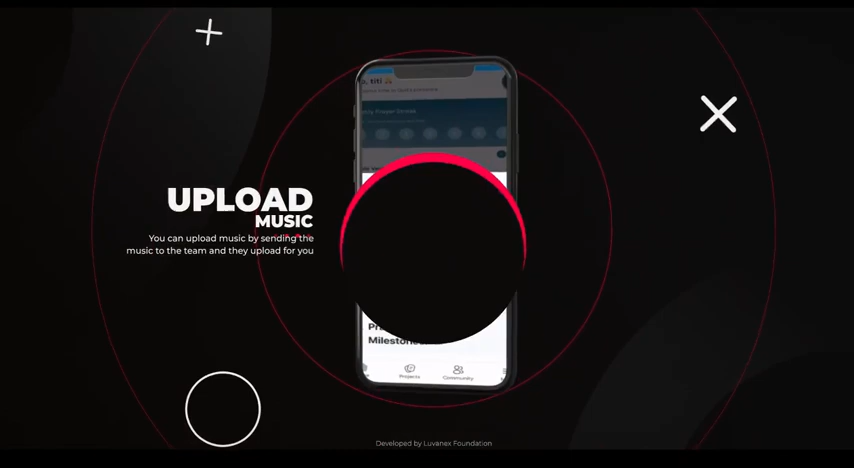 titi
UPLOAD
MUSIC
You can upload music by sending the
music to the team and they upload for you
Milestone
Projects
Community
Developed by Luvanex Foundation